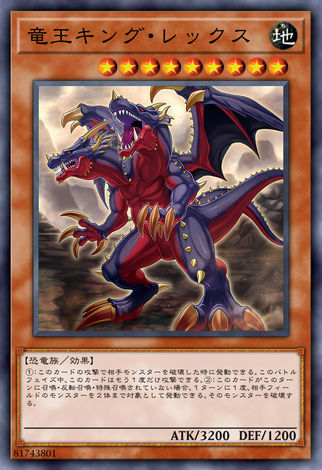 竜王キング・レックス
地
【恐竜族／効果】
①：このカードの攻撃で相手モンスターを破壊した時に発動できる。このバトル
フェイズ中、このカードはもう１度だけ攻撃できる。②：このカードがこのターン
に召喚・反転召喚・特殊召喚されていない場合、１ターンに１度、相手フィール
ドのモンスターを２体まで対象として発動できる。そのモンスターを破壊す
る。
ATK/3200 DEF/1200
81743801